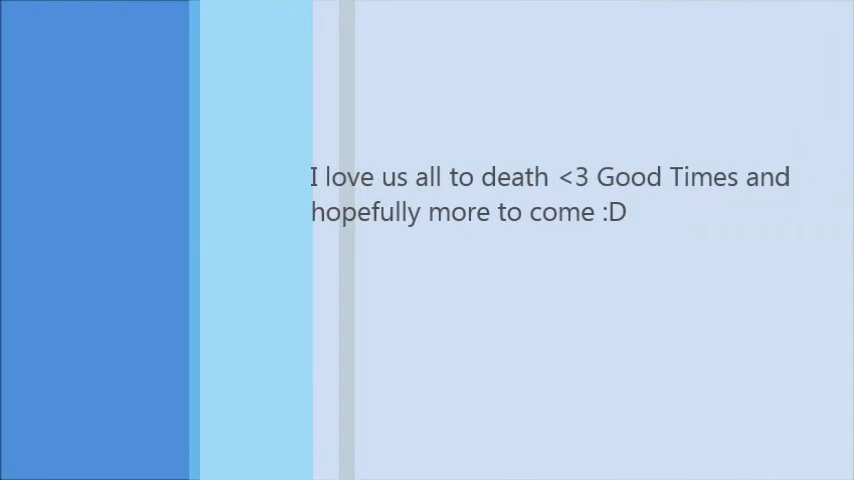 I love us all to death <3 Good Times and
hopefully more to come :D